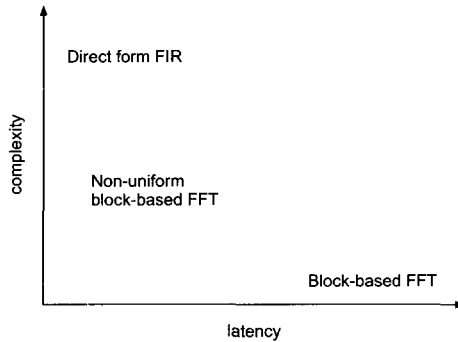 Direct form FIR
complexity
Non-uniform
block-based FFT
Block-based FFT
latency